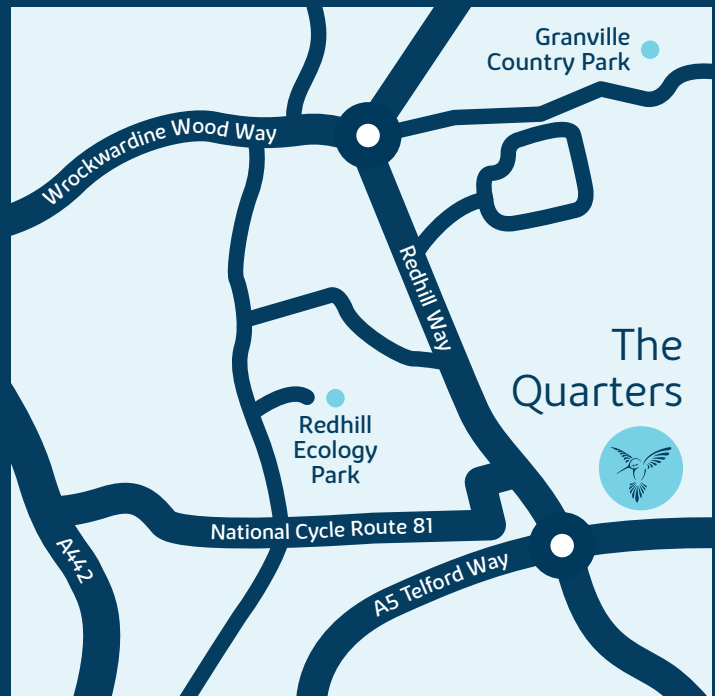 Granville
Country Park
Wrockwardine Wood Way
Redhill Way
The
Quarters
Redhill
Ecology
Park
National Cycle Route 81
A442
A5 Telford Way